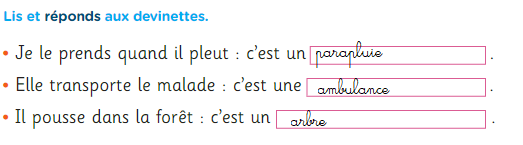 Lis et réponds aux devinettes.
• Je le prends quand il pleut : c'est un parapluie .
• Elle transporte le malade : c'est une ambulance .
• Il pousse dans la forêt : c'est un arbre .